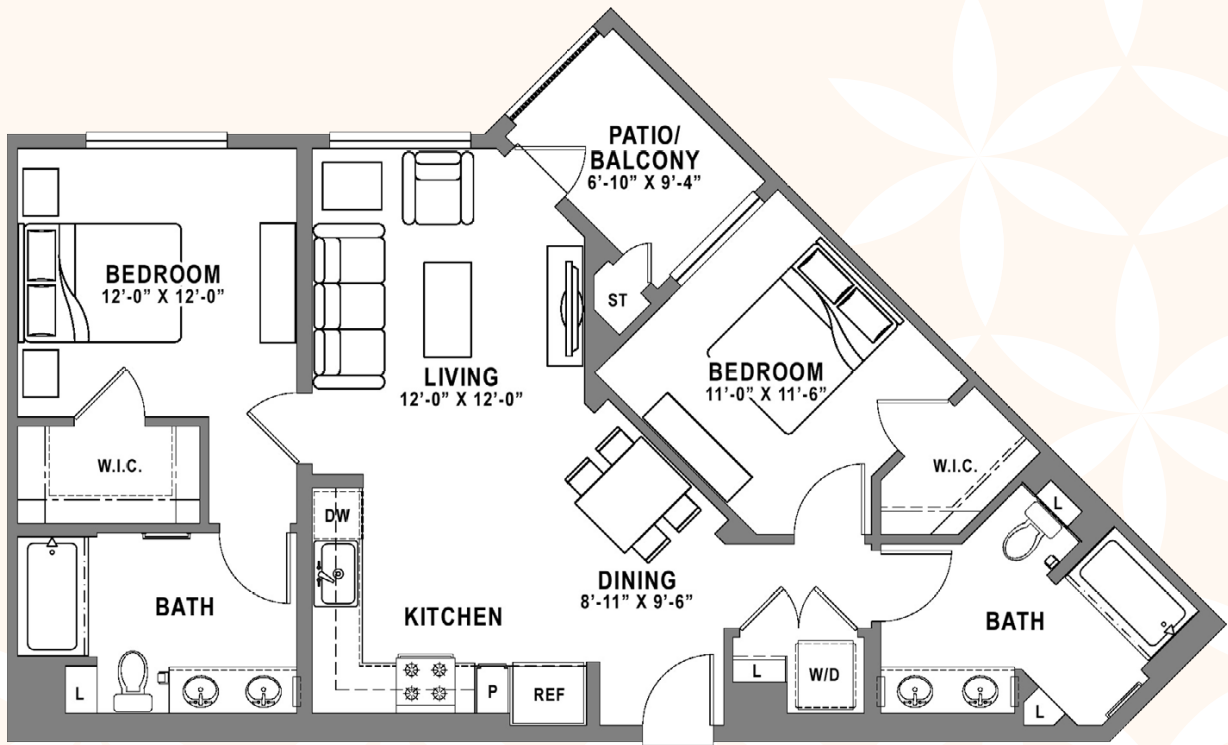 PATIO/
BALCONY
6’-10” X 9’-4”
BEDROOM
12’-0” X 12’-0”
ST
LIVING
12’-0” X 12’-0”
BEDROOM
11’-0” X 11’-6”
W.I.C.
W.I.C.
DW
L
DINING
8’-11” X 9’-6”
BATH
KITCHEN
BATH
L
W/D
L
P
REF
L